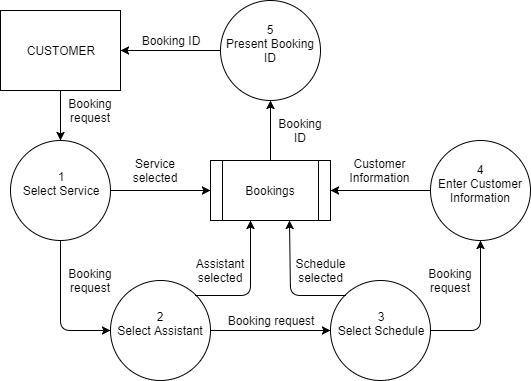 CUSTOMER
Booking ID
5
Present Booking
ID
Booking
request
Booking
ID
1
Select Service
Service
selected
Bookings
Customer
Information
4
Enter Customer
Information
Booking
request
Assistant
selected
Schedule
selected
Booking
request
2
Select Assistant
Booking request
3
Select Schedule